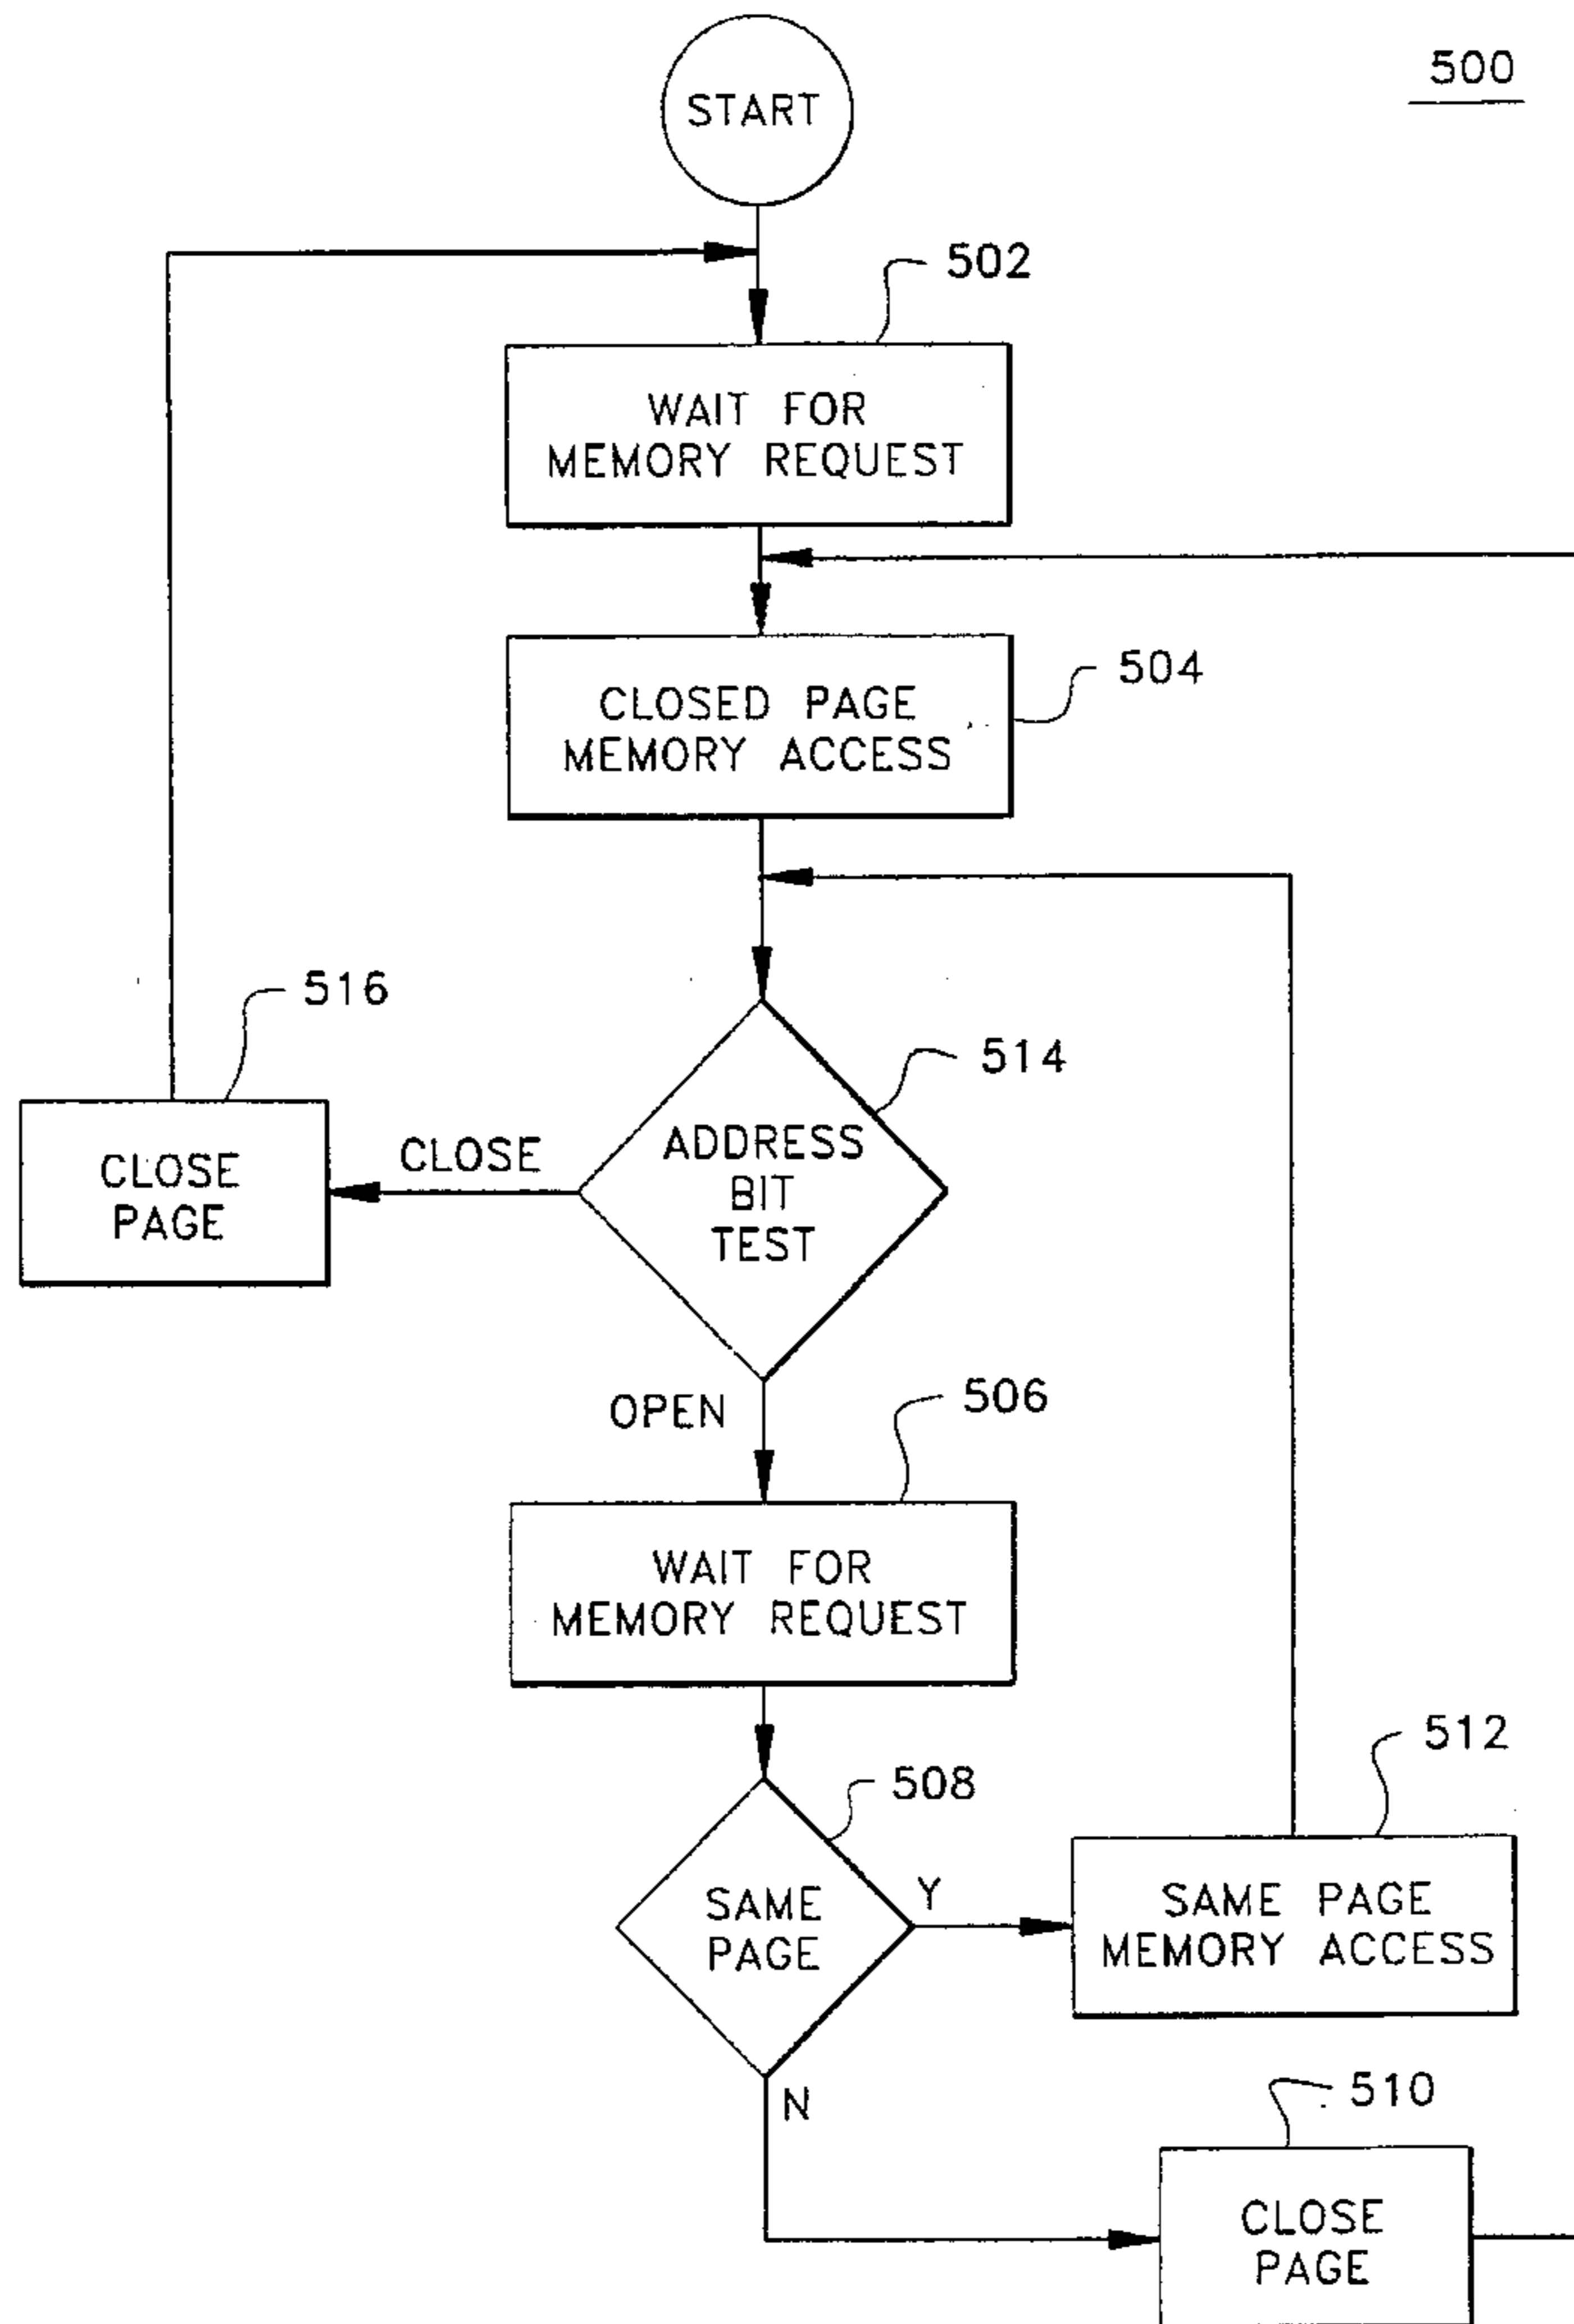 500
START
502
WAIT FOR
MEMORY REQUEST
504
CLOSED PAGE
MEMORY ACCESS
516
514
CLOSE
PAGE
CLOSE
ADDRESS
BIT
TEST
OPEN
506
WAIT FOR
MEMORY REQUEST
512
508
SAME
PAGE
Y
SAME PAGE
MEMORY ACCESS
N
510
CLOSE
PAGE